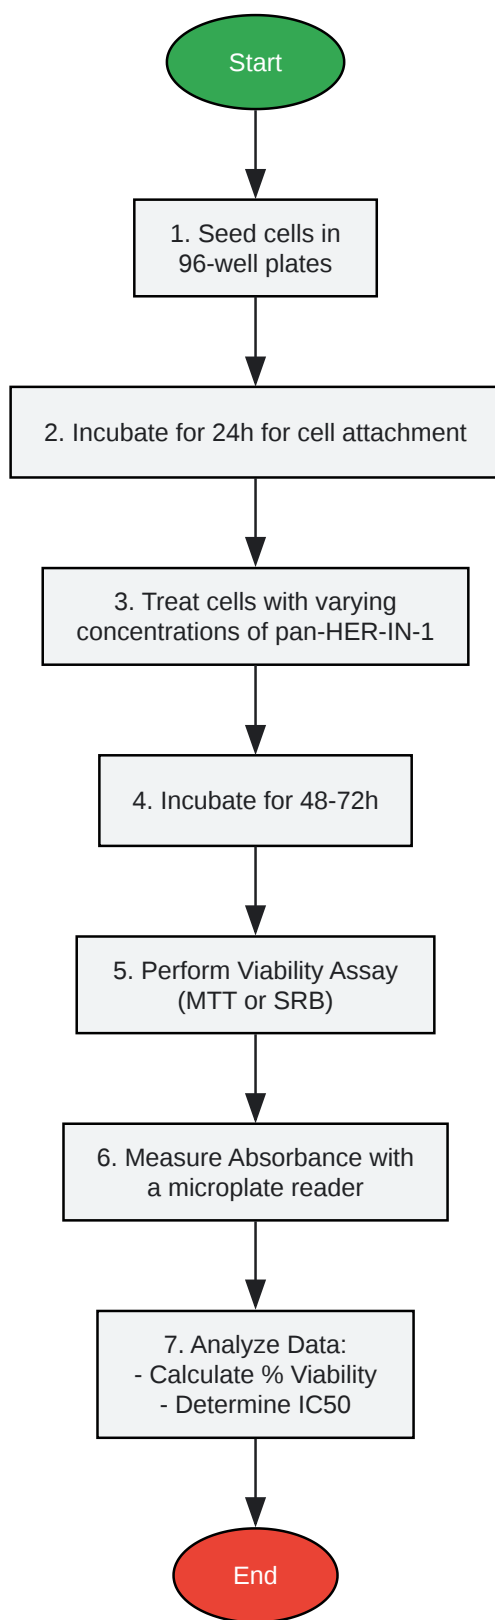 Start
1. Seed cells in
96-well plates
2. Incubate for 24h for cell attachment
3. Treat cells with varying
concentrations of pan-HER-IN-1
4. Incubate for 48-72h
5. Perform Viability Assay
(MTT or SRB)
6. Measure Absorbance with
a microplate reader
7. Analyze Data:
- Calculate % Viability
- Determine IC50
End